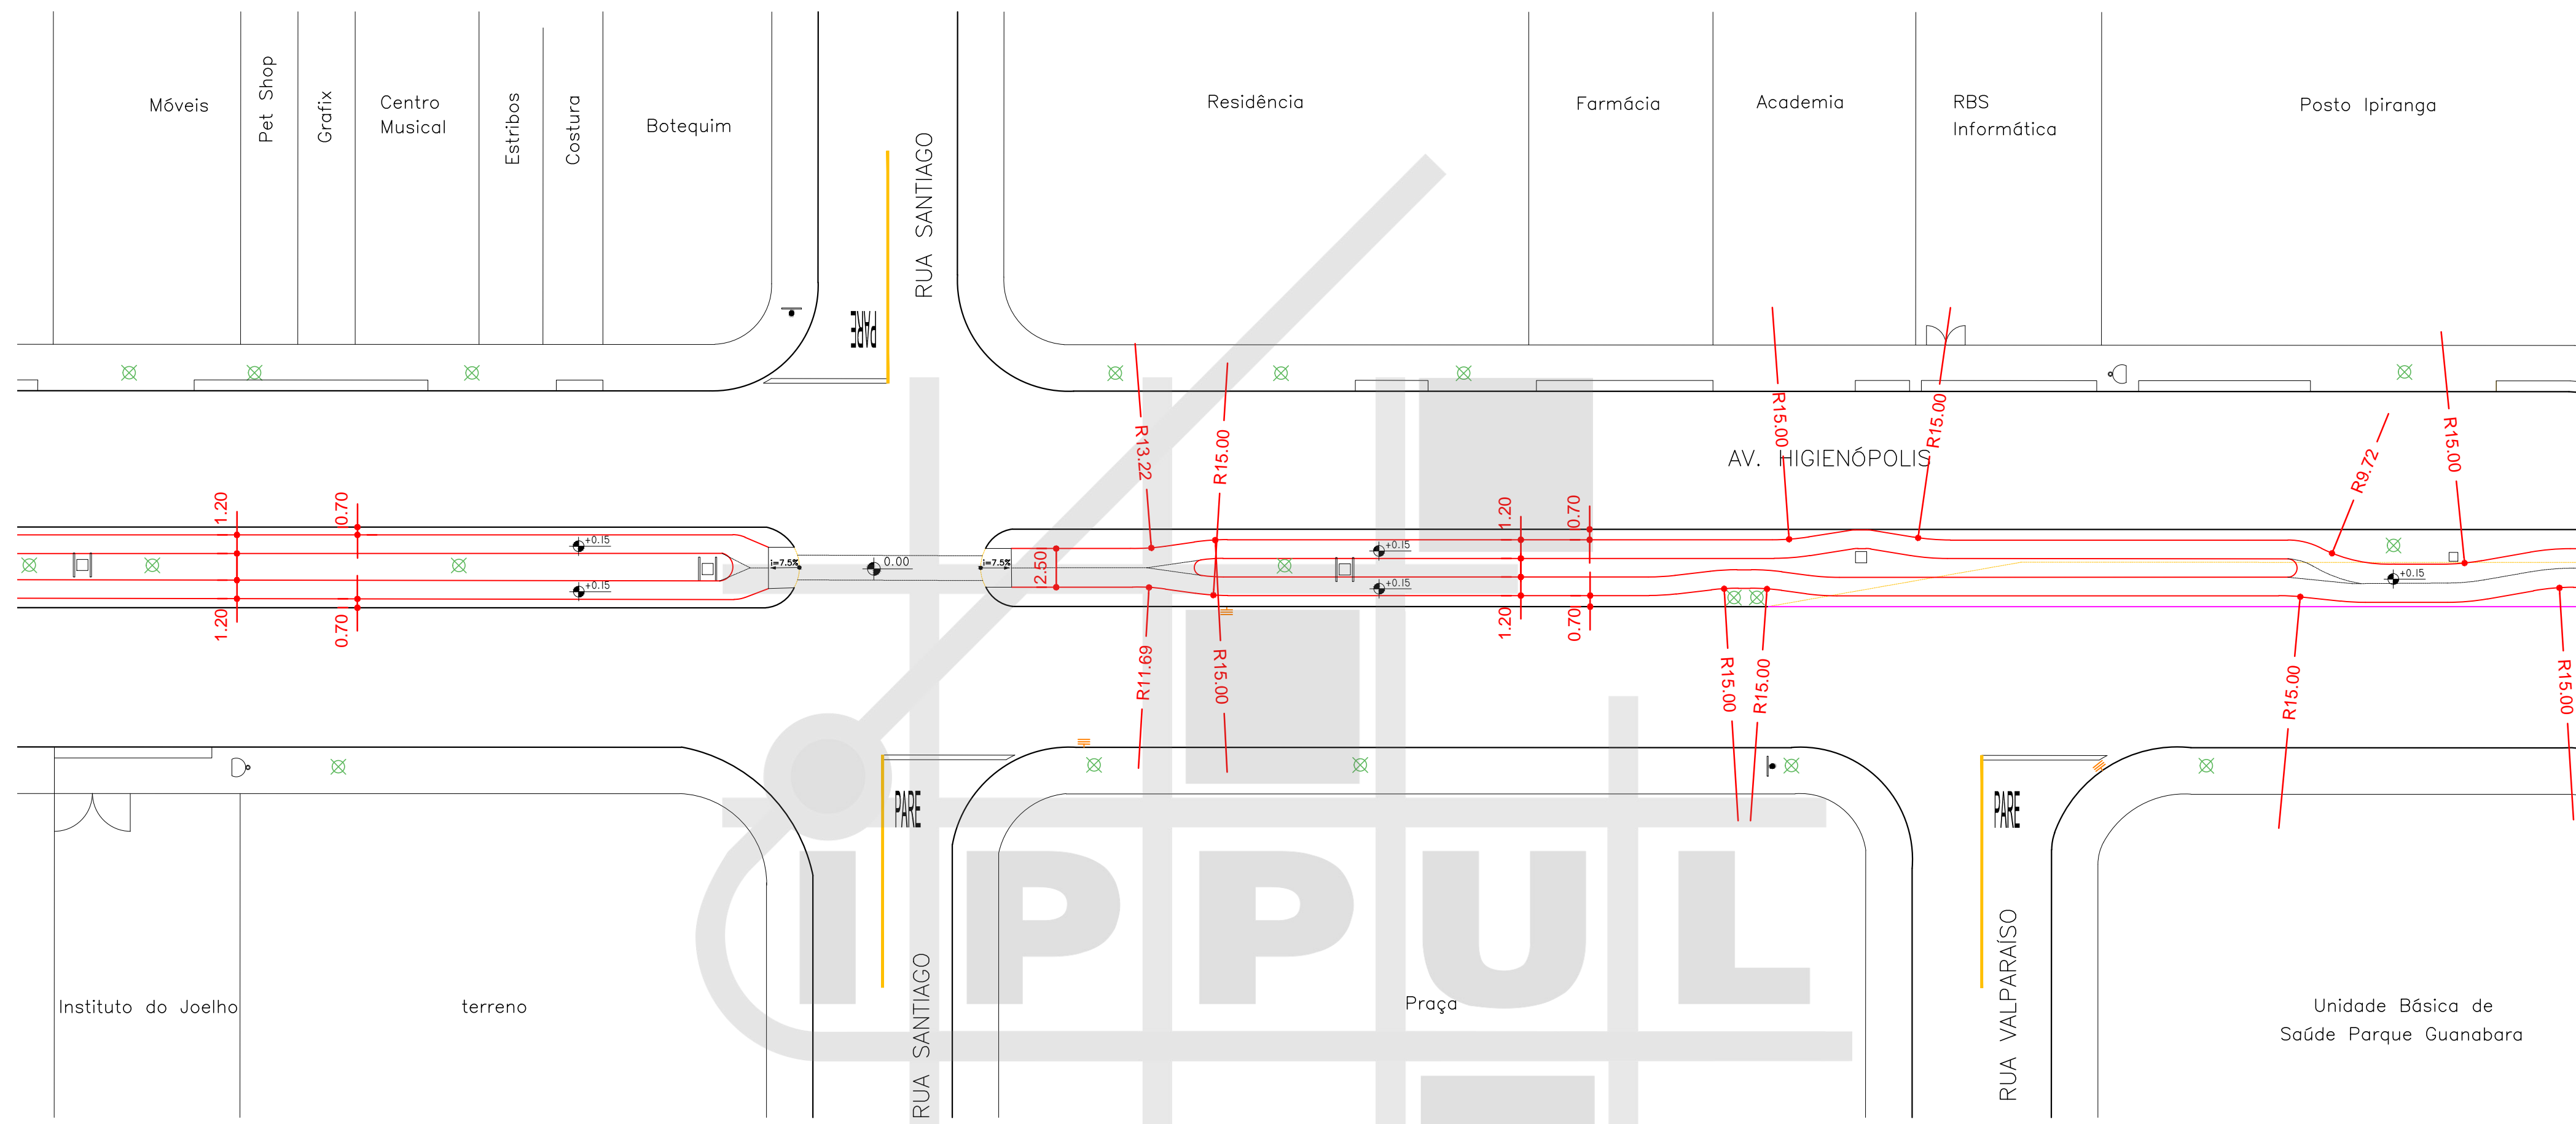 Móveis
Pet Shop
Grafix
Centro
Musical
Estribos
Costura
Botequim
RUA SANTIAGO
Residência
Farmácia
Academia
RBS
Informática
Posto Ipiranga
PARE
R13.22
R15.00
R15.00
R15.00
AV. HIGIENÓPOLIS
R9.72
R15.00
1.20
0.70
+0.15
i=7.5%
0.00
i=7.5%
2.50
+0.15
1.20
0.70
+0.15
+0.15
+0.15
1.20
0.70
1.20
0.70
R11.69
R15.00
R15.00
R15.00
R15.00
R15.00
PARE
PARE
IPPUL
RUA SANTIAGO
RUA VALPARAÍSO
Instituto do Joelho
terreno
Praça
Unidade Básica de
Saúde Parque Guanabara